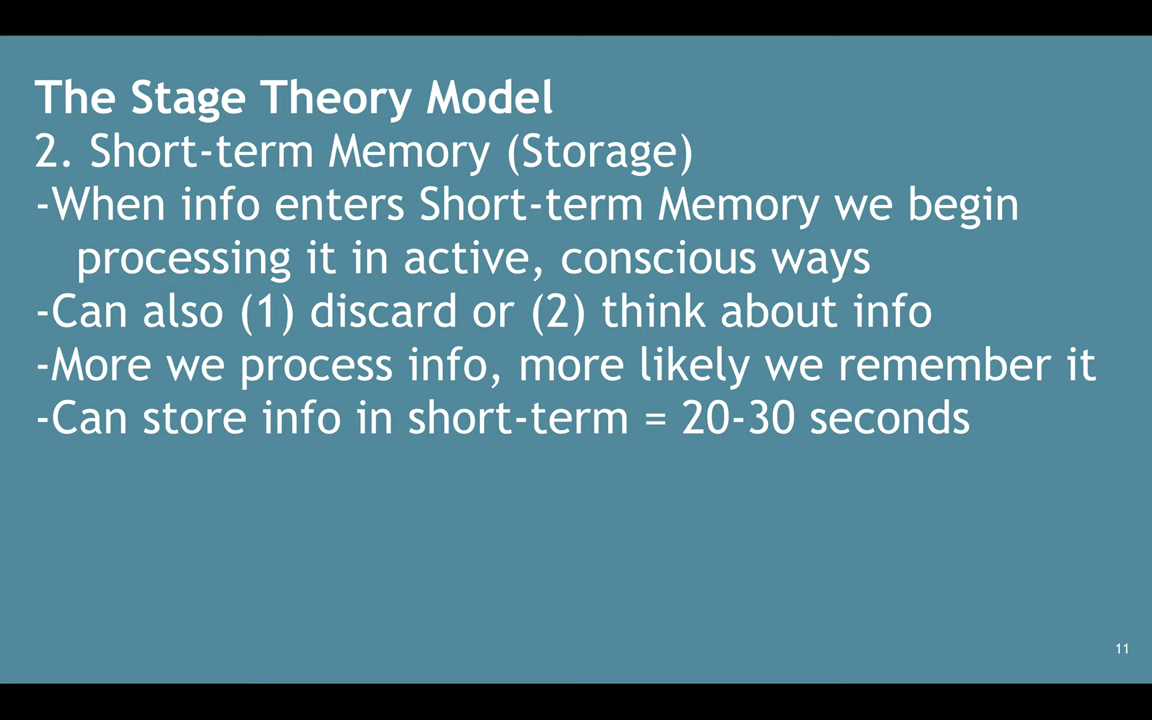 The Stage Theory Model
2. Short-term Memory (Storage)
-When info enters Short-term Memory we begin
processing it in active, conscious ways
-Can also (1) discard or (2) think about info
-More we process info, more likely we remember it
-Can store info in short-term = 20-30 seconds
11